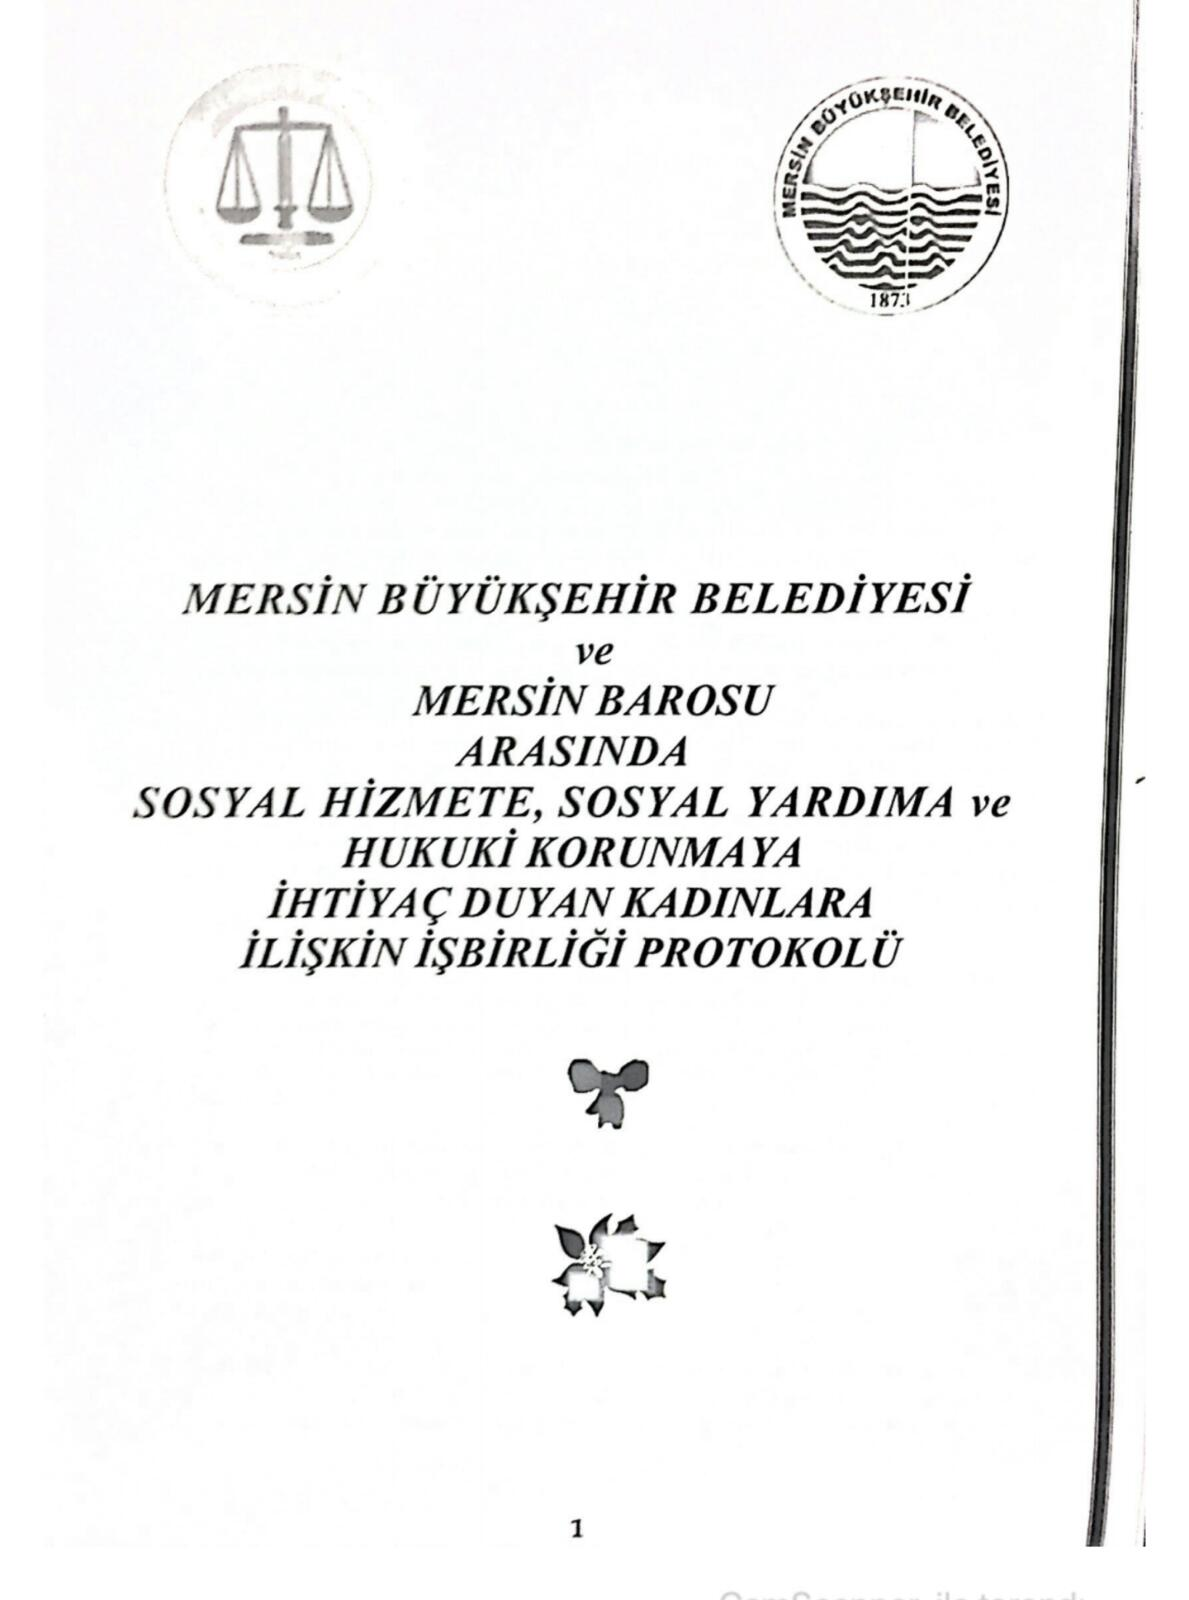 MERSİN BÜYÜKŞEHİR BELEDİYESİ
1873
MERSİN BÜYÜKŞEHİR BELEDİYESİ
ve
MERSİN BAROSU
ARASINDA
SOSYAL HİZMETE, SOSYAL YARDIMA ve
HUKUKİ KORUNMAYA
İHTİYAÇ DUYAN KADINLARA
İLİŞKİN İŞBİRLİĞİ PROTOKOLÜ
1